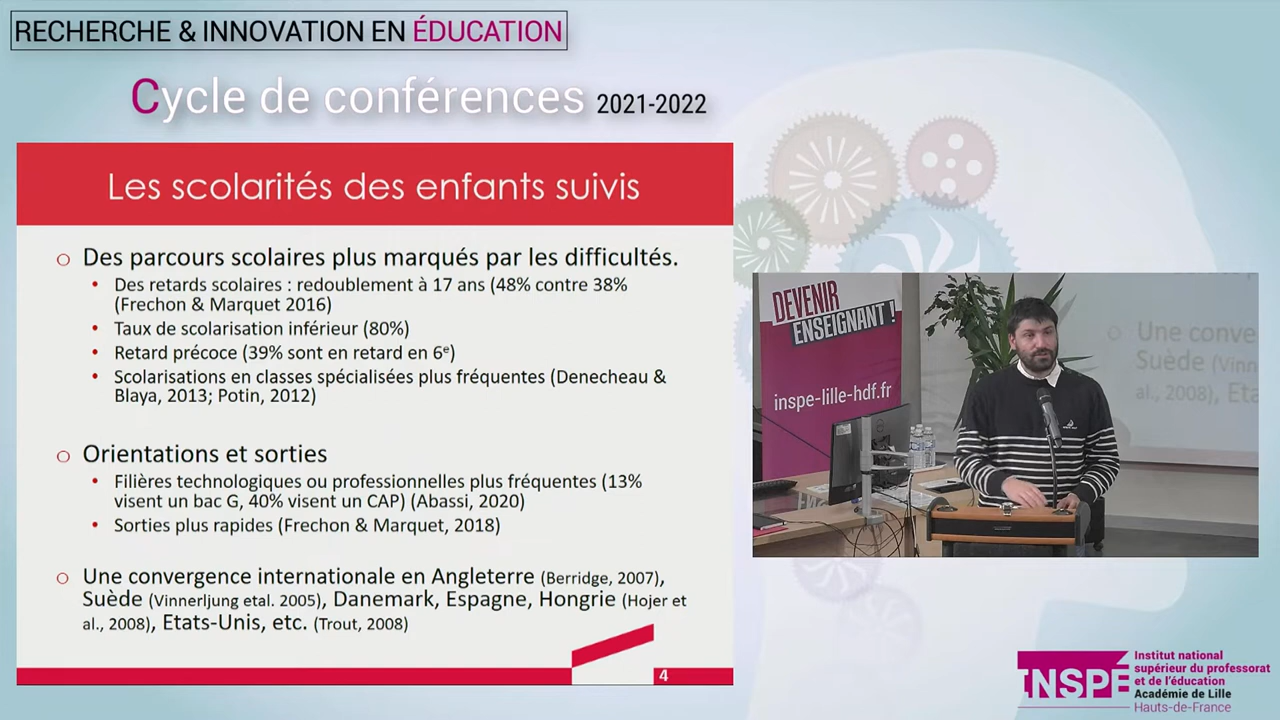 RECHERCHE & INNOVATION EN ÉDUCATION
Cycle de conférences 2021-2022
Les scolarités des enfants suivis
Des parcours scolaires plus marqués par les difficultés.
Des retards scolaires : redoublement à 17 ans (48% contre 38%
(Frechon & Marquet 2016)
Taux de scolarisation inférieur (80%)
Retard précoce (39% sont en retard en 6e)
Scolarisations en classes spécialisées plus fréquentes (Denecheau &
Blaya, 2013; Potin, 2012)
Orientations et sorties
Filières technologiques ou professionnelles plus fréquentes (13%
visent un bac G, 40% visent un CAP) (Abassi, 2020)
Sorties plus rapides (Frechon & Marquet, 2018)
Une convergence internationale en Angleterre (Berridge, 2007),
Suède (Vinnerljung etal. 2005), Danemark, Espagne, Hongrie (Hojer et
al., 2008), Etats-Unis, etc. (Trout, 2008)
4
DEVENIR
ENSEIGNANT !
inspe-lille-hdf.fr
Une conve
Suède (Vinn
al., 2008), Eta
INSPÉ
Institut national
supérieur du professorat
et de l'éducation
Académie de Lille
Hauts-de-France